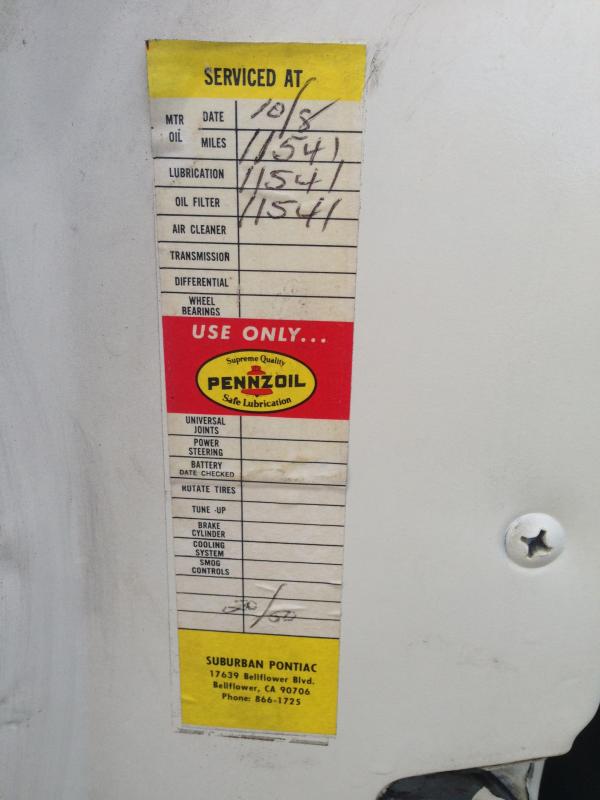 SERVICED AT
MTR OIL
DATE 10/8
MILES 11541
LUBRICATION 11541
OIL FILTER 11541
AIR CLEANER
TRANSMISSION
DIFFERENTIAL
WHEEL
BEARINGS
USE ONLY...
Supreme Quality
PENNZOIL
Safe Lubrication
UNIVERSAL
JOINTS
POWER
STEERING
BATTERY
DATE CHECKED
ROTATE TIRES
TUNE-UP
BRAKE
CYLINDER
COOLING
SYSTEM
SMOG
CONTROLS
20/50
SUBURBAN PONTIAC
17639 Bellflower Blvd.
Bellflower, CA 90706
Phone: 866-1725